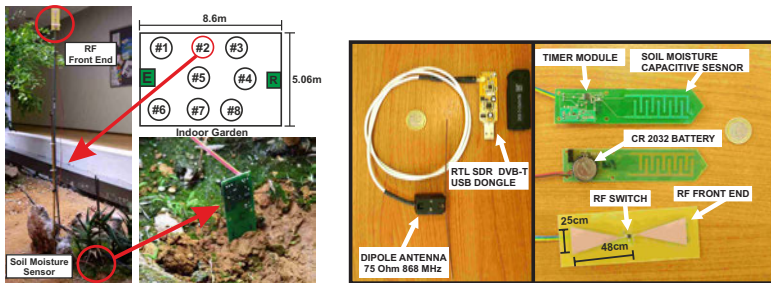 RF
Front End
Soil Moisture
Sensor
8.6m
5.06m
#1
#2
#3
E
#5
#4
R
#6
#7
#8
Indoor Garden
RTL SDR DVB-T
USB DONGLE
DIPOLE ANTENNA
75 Ohm 868 MHz
TIMER MODULE
SOIL MOISTURE
CAPACITIVE SESNOR
CR 2032 BATTERY
RF SWITCH
RF FRONT END
25cm
48cm